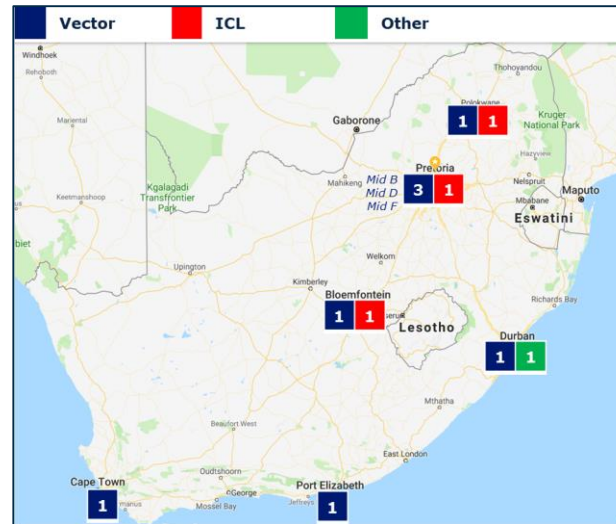 Vector ICL Other
Windhoek
Rehoboth
Mariental
Keetmanshoop
Kgalagadi
Transfrontier
Park
Gaborone
Mahikeng
Thohoyandou
Polokwane
1 1
Kruger
National Park
Hazyview
Pretoria
Mid B
Mid D
Mid F
3 1
Nelspruit
Mbabane
Maputo
Eswatini
Upington
Welkom
Kimberley
Bloemfontein
1 1
Lesotho
Richards Bay
Durban
1 1
Mthatha
Beaufort West
East London
Cape Town
1
Oudtshoorn
George
Mossel Bay
Port Elizabeth
1